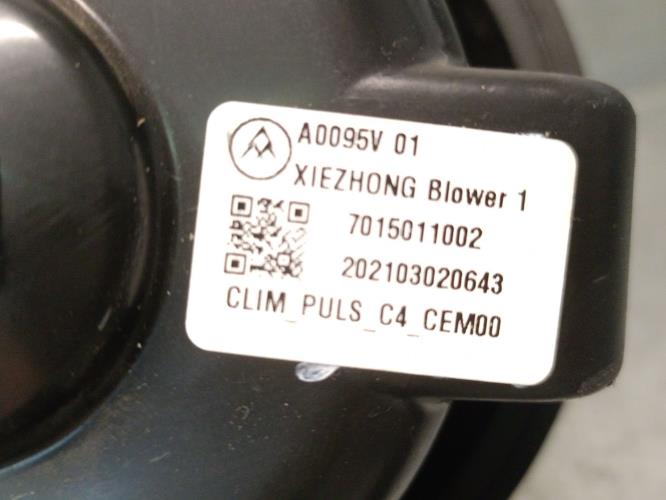 A0095V 01
XIEZHONG Blower 1
7015011002
202103020643
CLIM_PULS_C4_CEM00